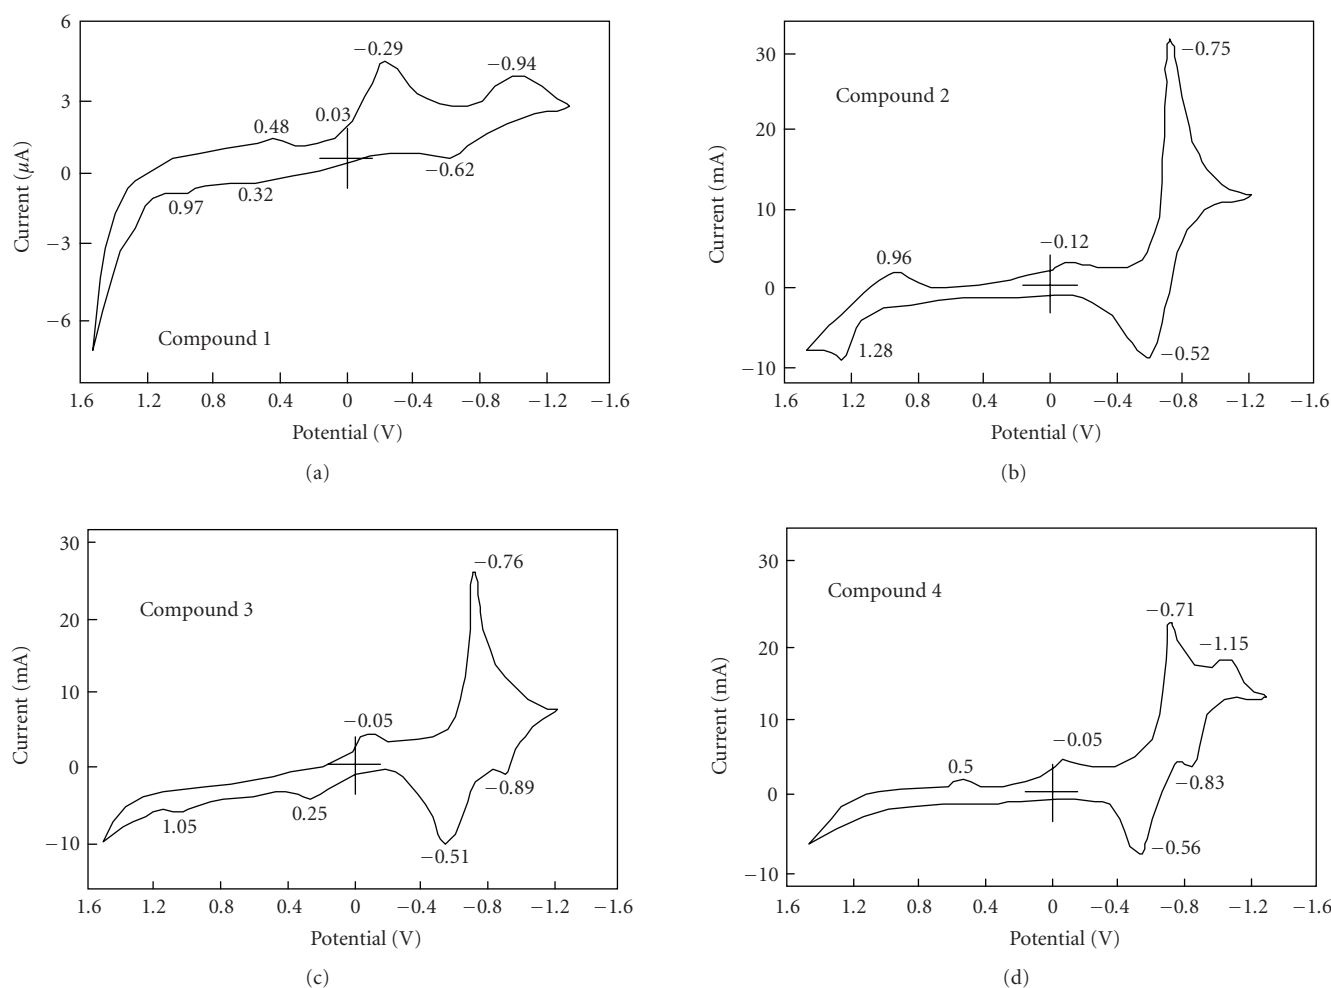 6
3
0
−3
−6
Current (μA)
−0.29
−0.94
0.03
0.48
−0.62
0.97
0.32
Compound 1
1.6 1.2 0.8 0.4 0 −0.4 −0.8 −1.2 −1.6
Potential (V)
(a)
30
20
10
0
−10
Current (mA)
Compound 2
−0.75
−0.12
0.96
1.28
−0.52
1.6 1.2 0.8 0.4 0 −0.4 −0.8 −1.2 −1.6
Potential (V)
(b)
30
20
10
0
−10
Current (mA)
Compound 3
−0.76
−0.05
−0.89
0.25
1.05
−0.51
1.6 1.2 0.8 0.4 0 −0.4 −0.8 −1.2 −1.6
Potential (V)
(c)
30
20
10
0
−10
Current (mA)
Compound 4
−0.71
−1.15
−0.05
0.5
−0.83
−0.56
1.6 1.2 0.8 0.4 0 −0.4 −0.8 −1.2 −1.6
Potential (V)
(d)